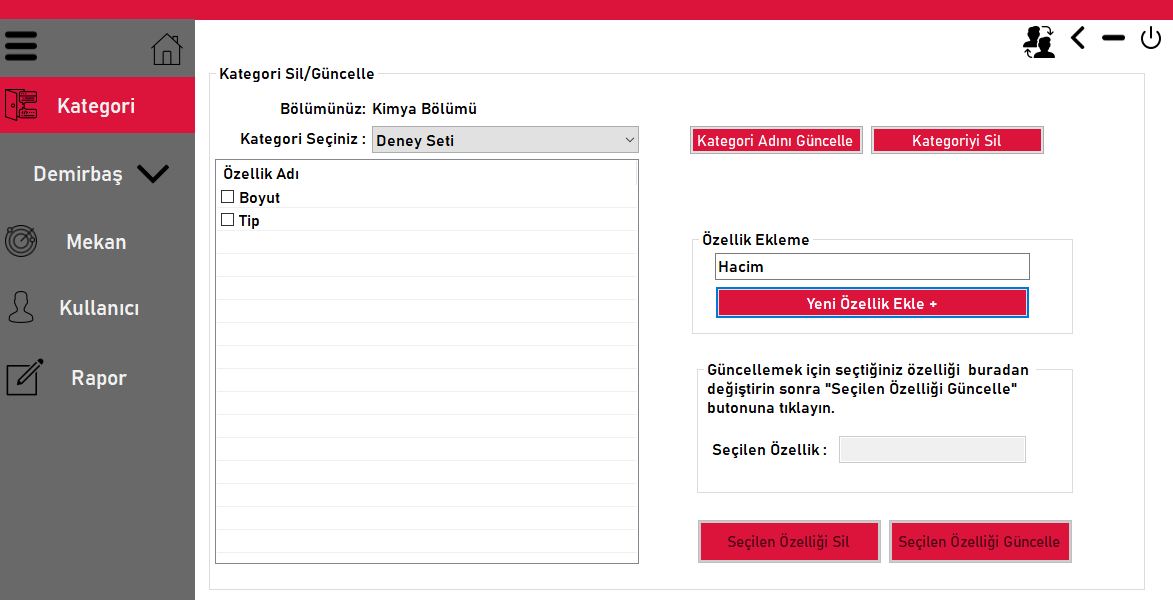 Kategori
Demirbaş
Mekan
Kullanıcı
Rapor
Kategori Sil/Güncelle
Bölümünüz: Kimya Bölümü
Kategori Seçiniz : Deney Seti
Kategori Adını Güncelle
Kategoriyi Sil
Özellik Adı
Boyut
Tip
Özellik Ekleme
Hacim
Yeni Özellik Ekle +
Güncellemek için seçtiğiniz özelliği buradan
değiştirin sonra "Seçilen Özelliği Güncelle"
butonuna tıklayın.
Seçilen Özellik :
Seçilen Özelliği Sil
Seçilen Özelliği Güncelle